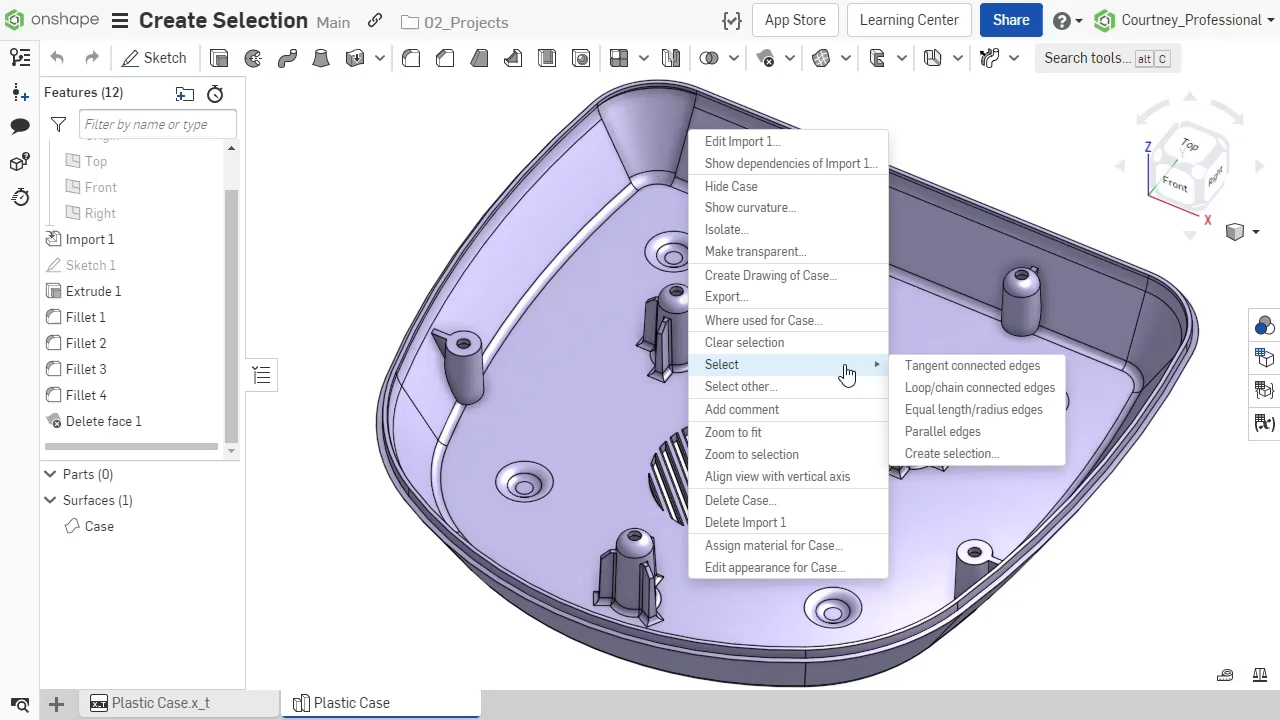 onshape Create Selection Main 02_Projects App Store Learning Center Share Courtney_Professional
Sketch Search tools... alt C
Features (12)
Filter by name or type
Top
Front
Right
Import 1
Sketch 1
Extrude 1
Fillet 1
Fillet 2
Fillet 3
Fillet 4
Delete face 1
Parts (0)
Surfaces (1)
Case
Edit Import 1...
Show dependencies of Import 1...
Hide Case
Show curvature...
Isolate...
Make transparent...
Create Drawing of Case...
Export...
Where used for Case...
Clear selection
Select
Select other...
Add comment
Zoom to fit
Zoom to selection
Align view with vertical axis
Delete Case...
Delete Import 1
Assign material for Case...
Edit appearance for Case...
Tangent connected edges
Loop/chain connected edges
Equal length/radius edges
Parallel edges
Create selection...
Z
Top
Front
Right
X
Plastic Case.x_t
Plastic Case